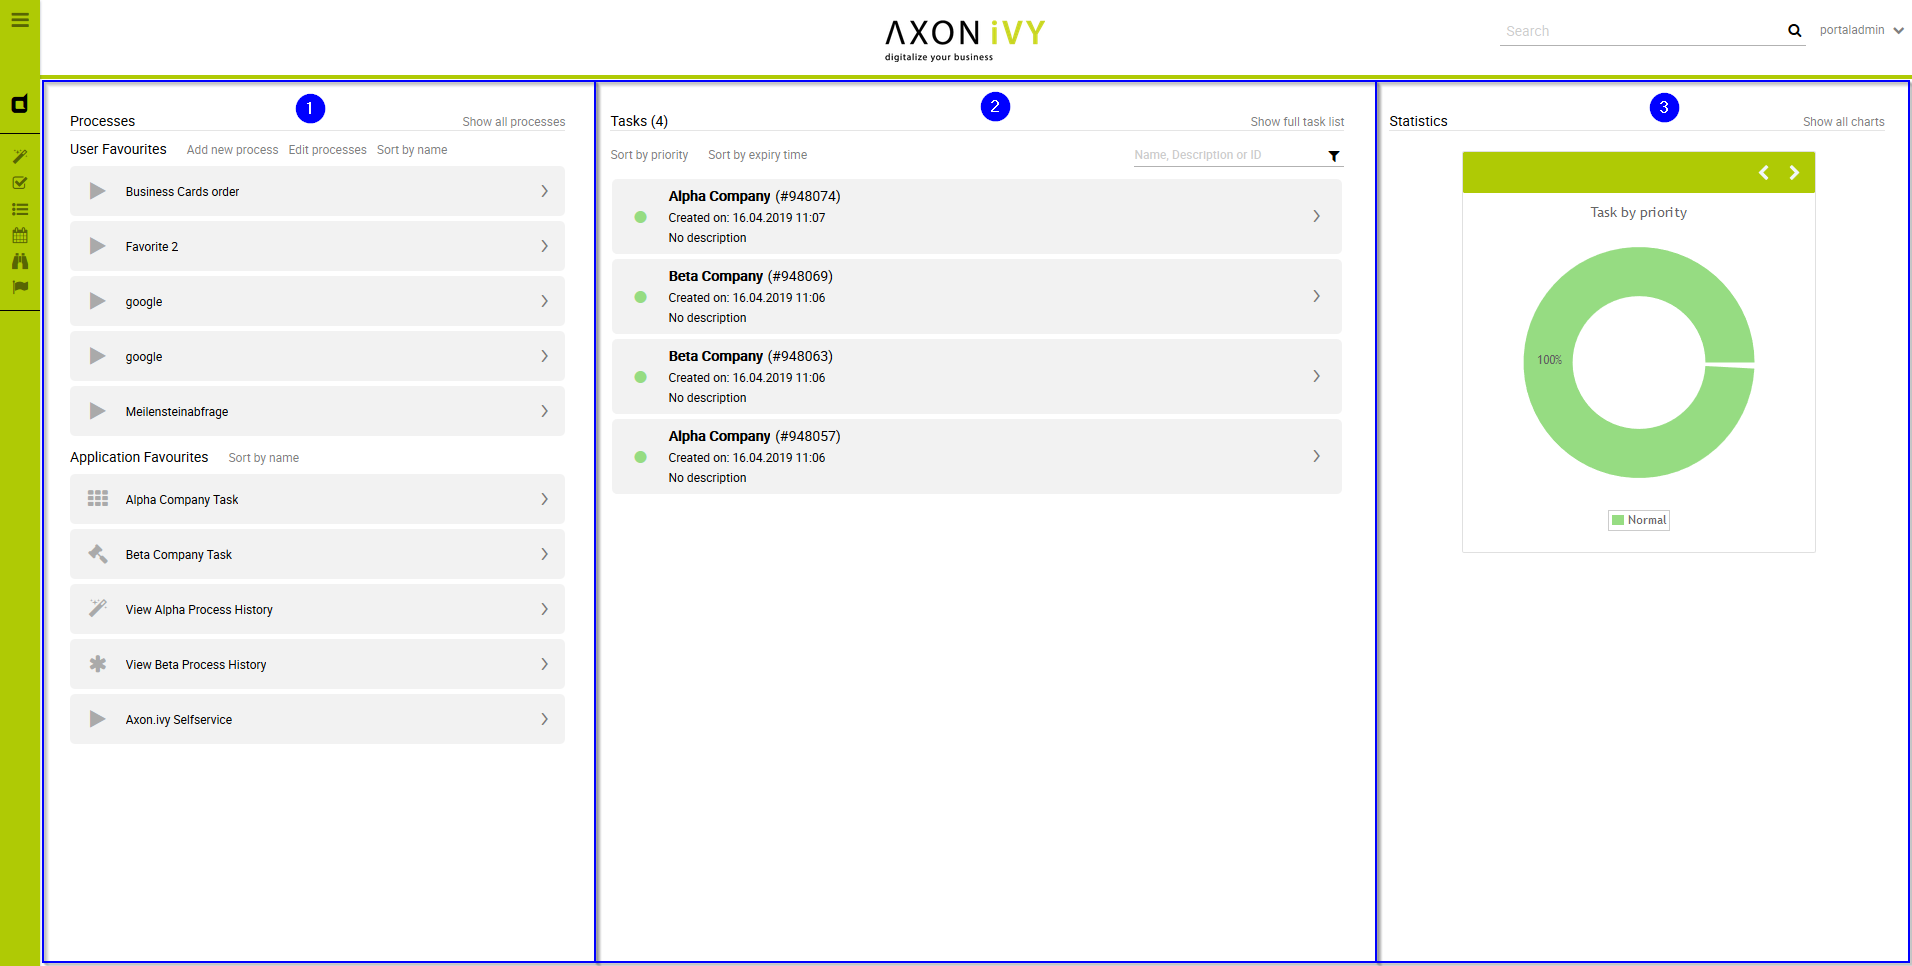 AXON iVY
digitalize your business
Search
portaladmin
1
Processes
Show all processes
User Favourites Add new process Edit processes Sort by name
Business Cards order
Favorite 2
google
google
Meilensteinabfrage
Application Favourites Sort by name
Alpha Company Task
Beta Company Task
View Alpha Process History
View Beta Process History
Axon.ivy Selfservice
2
Tasks (4)
Show full task list
Sort by priority Sort by expiry time Name, Description or ID
Alpha Company (#948074)
Created on: 16.04.2019 11:07
No description
Beta Company (#948069)
Created on: 16.04.2019 11:06
No description
Beta Company (#948063)
Created on: 16.04.2019 11:06
No description
Alpha Company (#948057)
Created on: 16.04.2019 11:06
No description
3
Statistics
Show all charts
Task by priority
100%
Normal